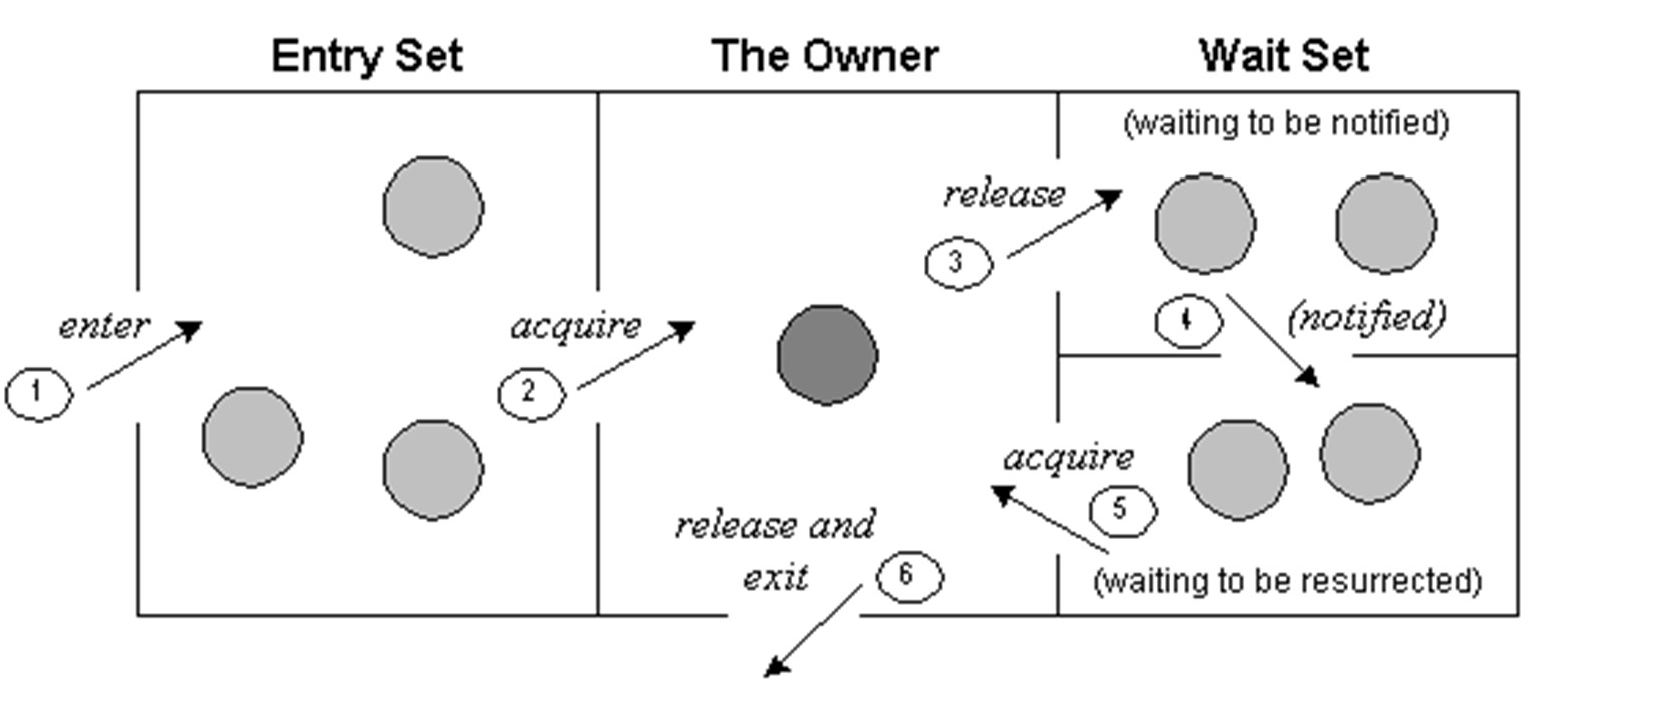 Entry Set
The Owner
Wait Set
(waiting to be notified)
release
3
enter
1
acquire
2
4
(notified)
acquire
5
release and
exit
6
(waiting to be resurrected)